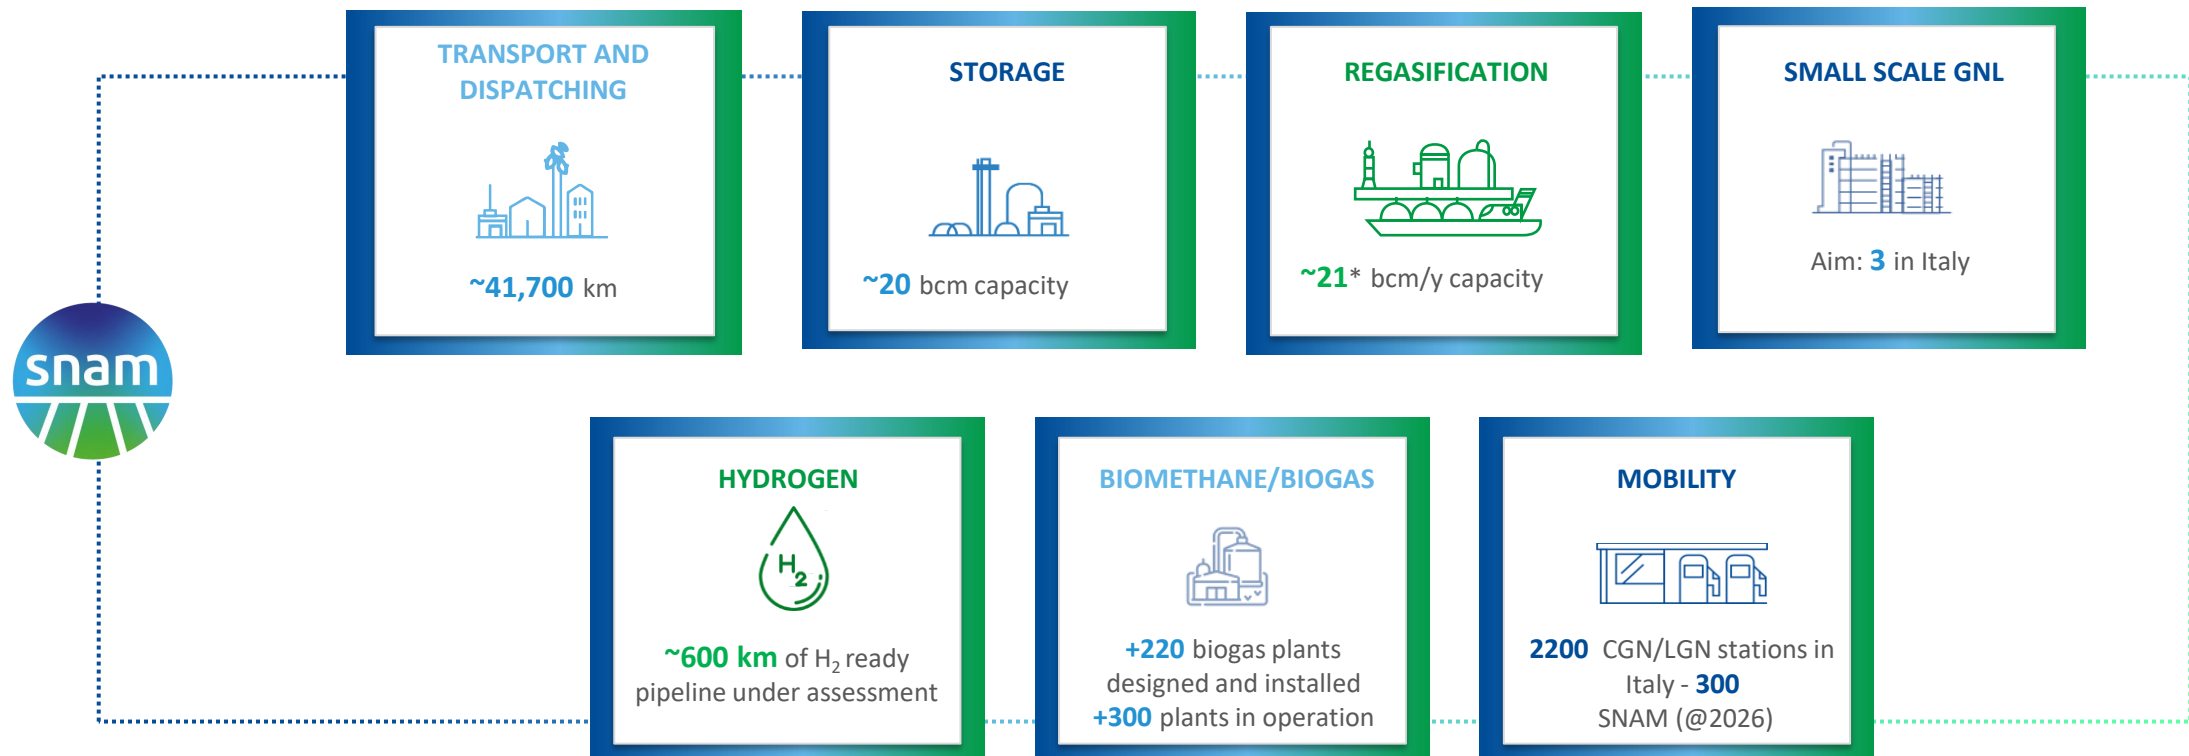 snam
TRANSPORT AND
DISPATCHING
~41,700 km
STORAGE
~20 bcm capacity
REGASIFICATION
~21* bcm/y capacity
SMALL SCALE GNL
Aim: 3 in Italy
HYDROGEN
H2
~600 km of H2 ready
pipeline under assessment
BIOMETHANE/BIOGAS
+220 biogas plants
designed and installed
+300 plants in operation
MOBILITY
2200 CGN/LGN stations in
Italy - 300
SNAM (@2026)